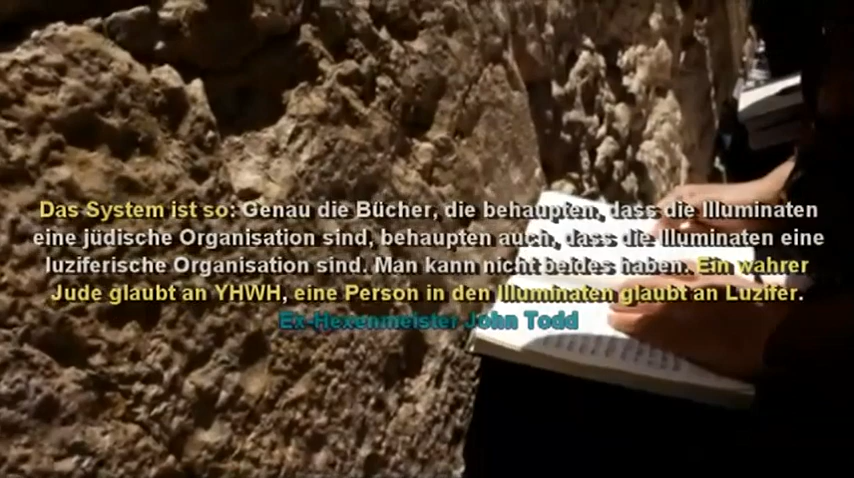 Das System ist so: Genau die Bücher, die behaupten, dass die Illuminaten
eine jüdische Organisation sind, behaupten auch, dass die Illuminaten eine
luziferische Organisation sind. Man kann nicht beides haben. Ein wahrer
Jude glaubt an YHWH, eine Person in den Illuminaten glaubt an Luzifer.
Ex-Hexenmeister John Todd